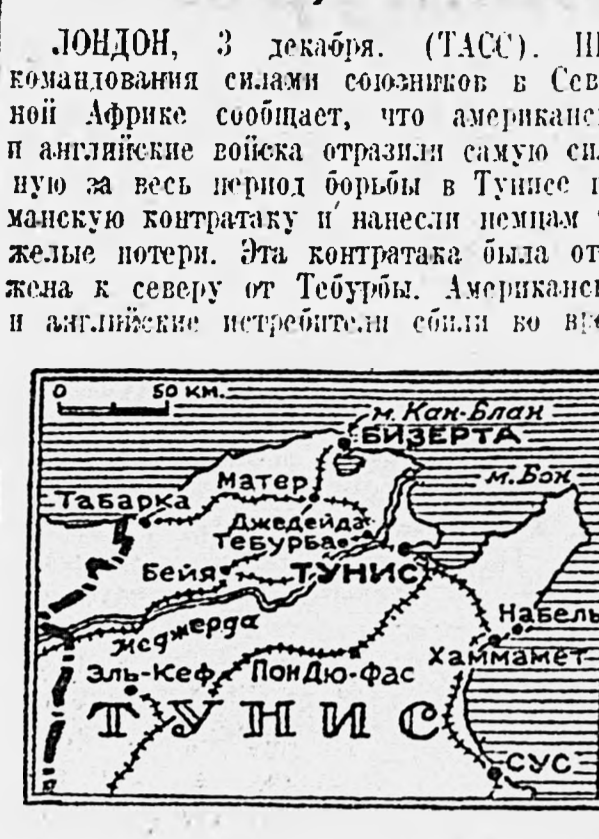 ЛОНДОН, 3 декабря. (ТАСС).
командования силами союзников в Сев
ной Африке сообщает, что американс
и английские войска отразили самую си
ную за весь период борьбы в Тунисе
манскую контратаку и нанесли немцам
желые потери. Эта контратака была от
жена к северу от Тебурбы. Американс
и английские истребители сбили во вре
0 50 км.
м. Кап-Блан
БИЗЕРТА
Матер
м. Бон
Табарка
Джедейда
Тебурба
Бейя
ТУНИС
Меджерда
Набель
Хаммамет
Эль-Кеф
Пон Дю-Фас
ТУНИС
СУС